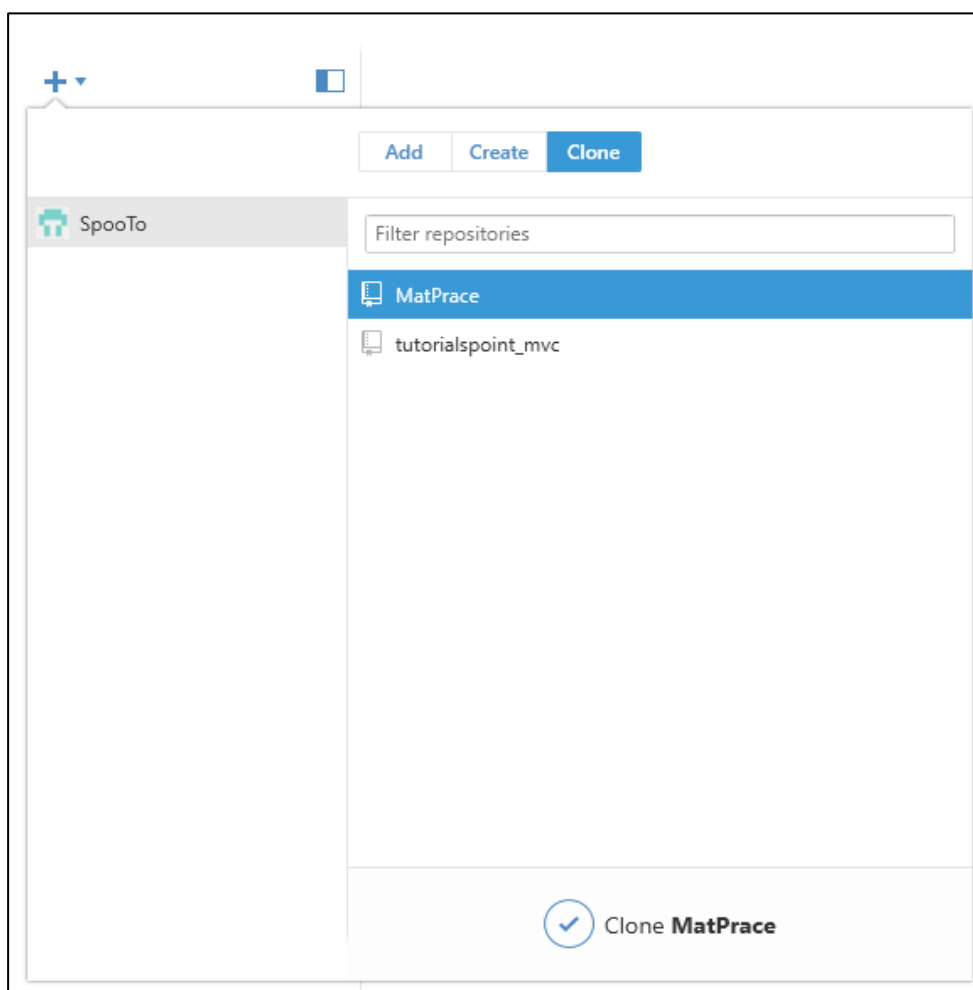 Add Create Clone
SpooTo
Filter repositories
MatPrace
tutorialspoint_mvc
Clone MatPrace